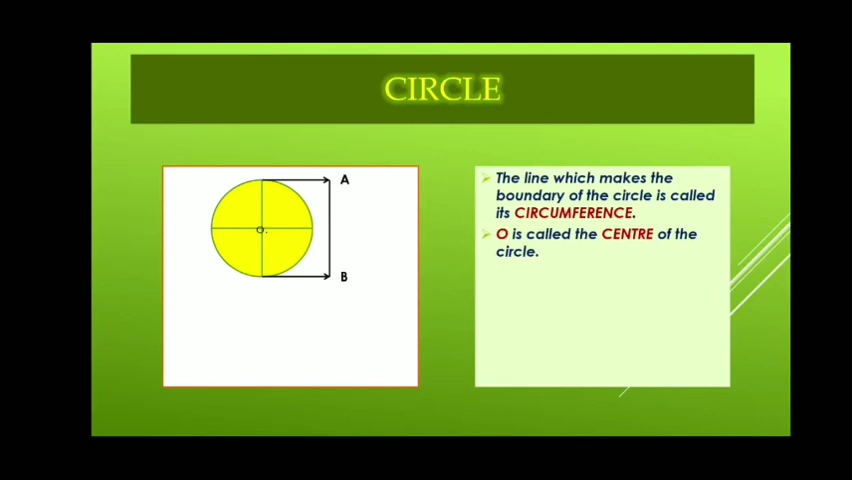 CIRCLE
A
O.
B
The line which makes the
boundary of the circle is called
its CIRCUMFERENCE.
O is called the CENTRE of the
circle.